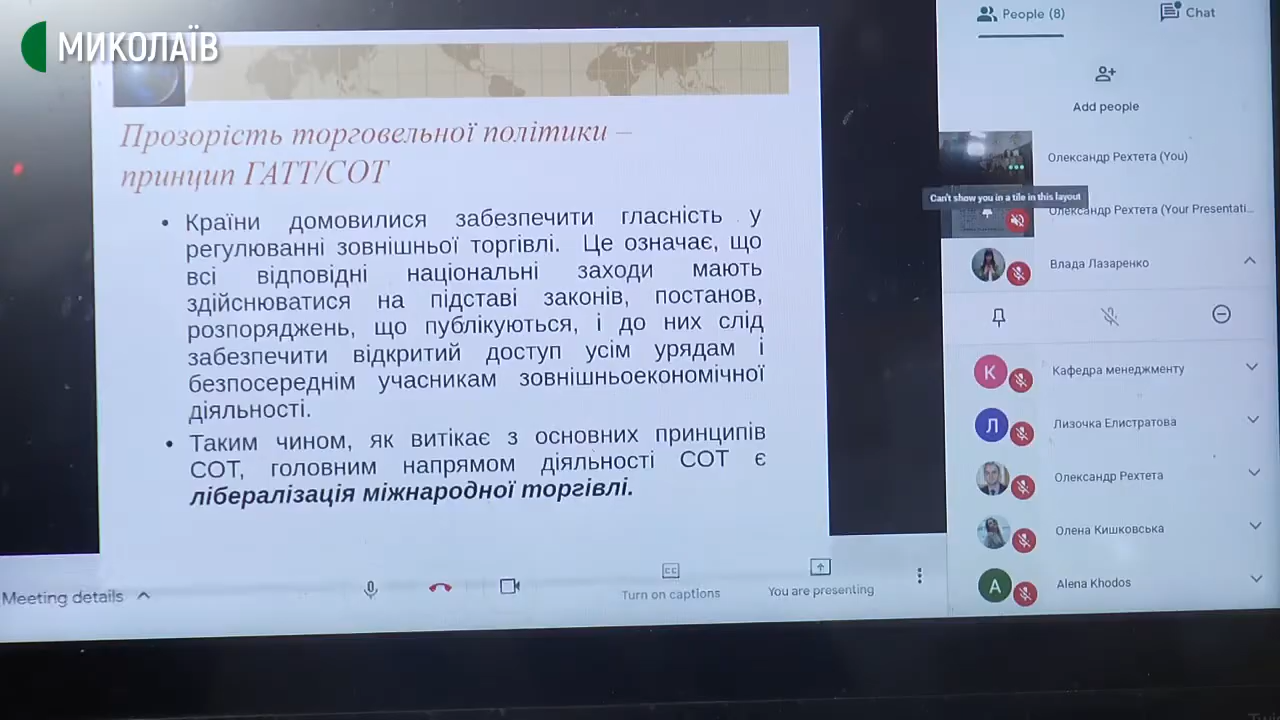 МИКОЛАЇВ
Прозорість торговельної політики –
принцип ГАТТ/СОТ
• Країни домовилися забезпечити гласність у
регулюванні зовнішньої торгівлі. Це означає, що
всі відповідні національні заходи мають
здійснюватися на підставі законів, постанов,
розпоряджень, що публікуються, і до них слід
забезпечити відкритий доступ усім урядам і
безпосереднім учасникам зовнішньоекономічної
діяльності.
• Таким чином, як витікає з основних принципів
СОТ, головним напрямом діяльності СОТ є
лібералізація міжнародної торгівлі.
Meeting details
Turn on captions
You are presenting
People (8)
Chat
Add people
Олександр Рехтета (You)
Can't show you in a tile in this layout
Олександр Рехтета (Your Presentati...
Влада Лазаренко
К
Кафедра менеджменту
Л
Лизочка Елистратова
Олександр Рехтета
Олена Кишковська
A
Alena Khodos